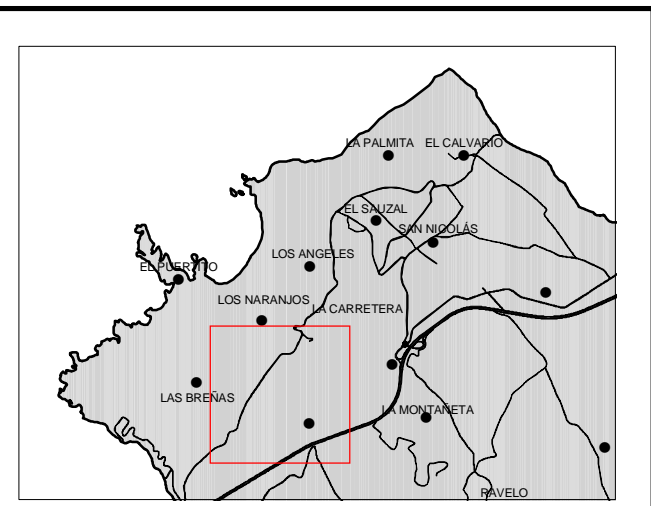 LA PALMITA
EL CALVARIO
EL SAUZAL
SAN NICOLÁS
LOS ANGELES
EL PUERTITO
LOS NARANJOS
LA CARRETERA
LAS BREÑAS
LA MONTAÑETA
RAVELO